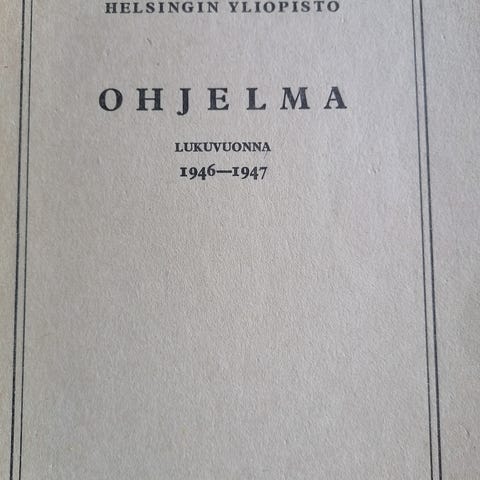 HELSINGIN YLIOPISTO
OHJELMA
LUKUVUONNA
1946—1947